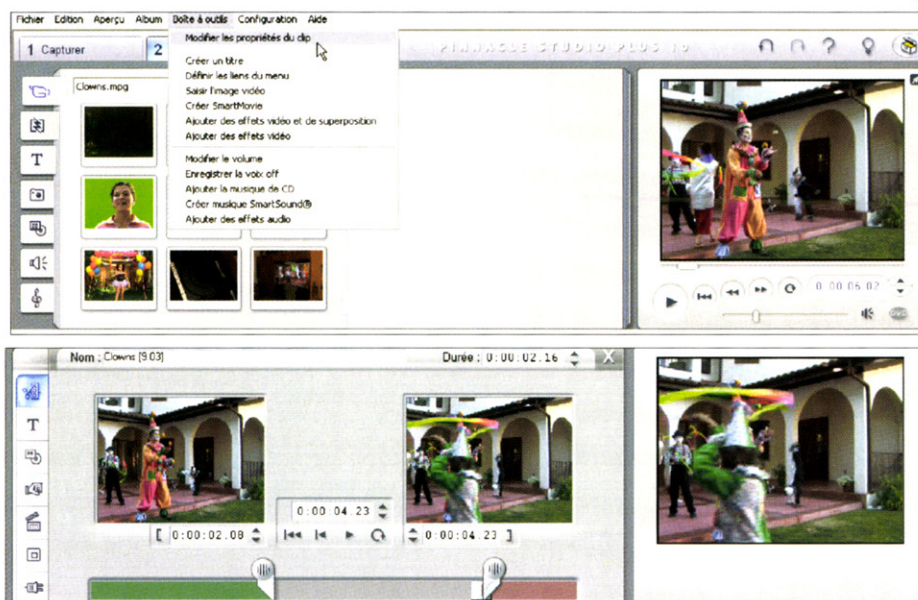 Fichier Edition Aperçu Album Boîte à outils Configuration Aide
1 Capturer
2
Modifier les propriétés du clip
PINNACLE STUDIO PLUS 10
Créer un titre
Définir les liens du menu
Saisir l'image vidéo
Créer SmartMovie
Ajouter des effets vidéo et de superposition
Ajouter des effets vidéo
Modifier le volume
Enregistrer la voix off
Ajouter la musique de CD
Créer musique SmartSound®
Ajouter des effets audio
Clowns.mpg
T
0:00:06.02
Nom : Clowns [9.03]
Durée : 0:00:02.16
X
T
0:00:04.23
[ 0:00:02.08
0:00:04.23 ]